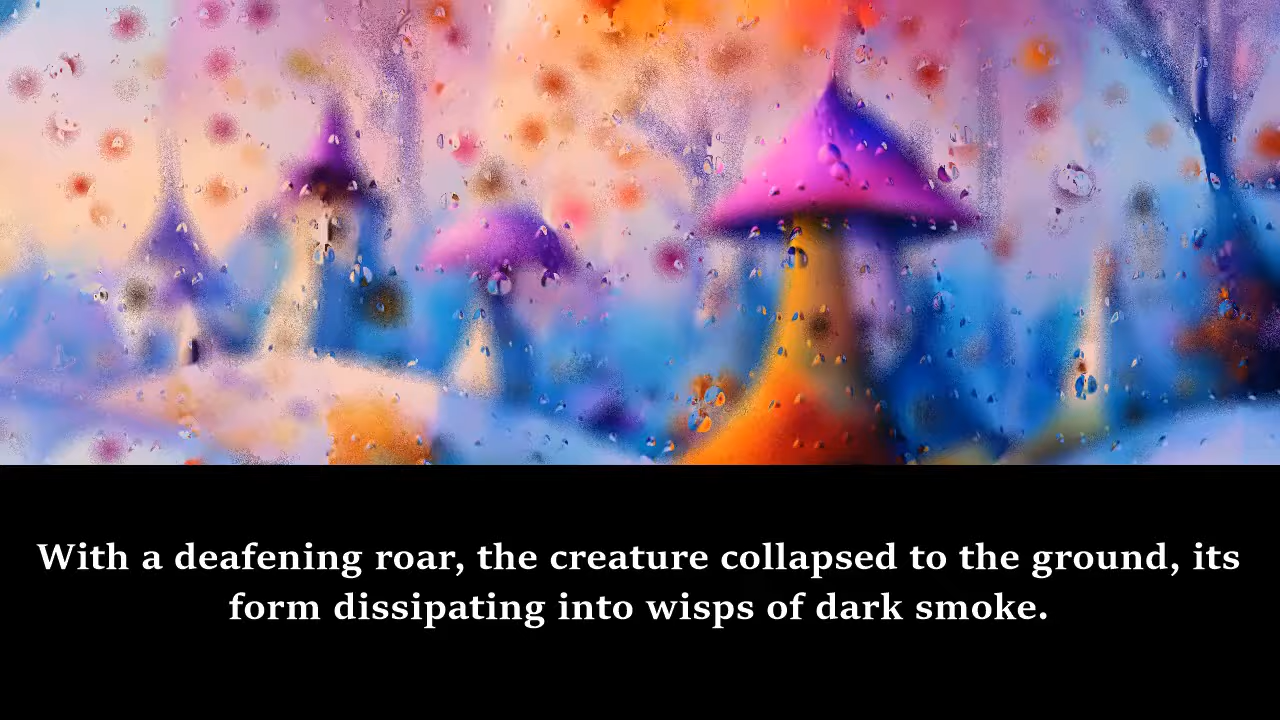 With a deafening roar, the creature collapsed to the ground, its
form dissipating into wisps of dark smoke.